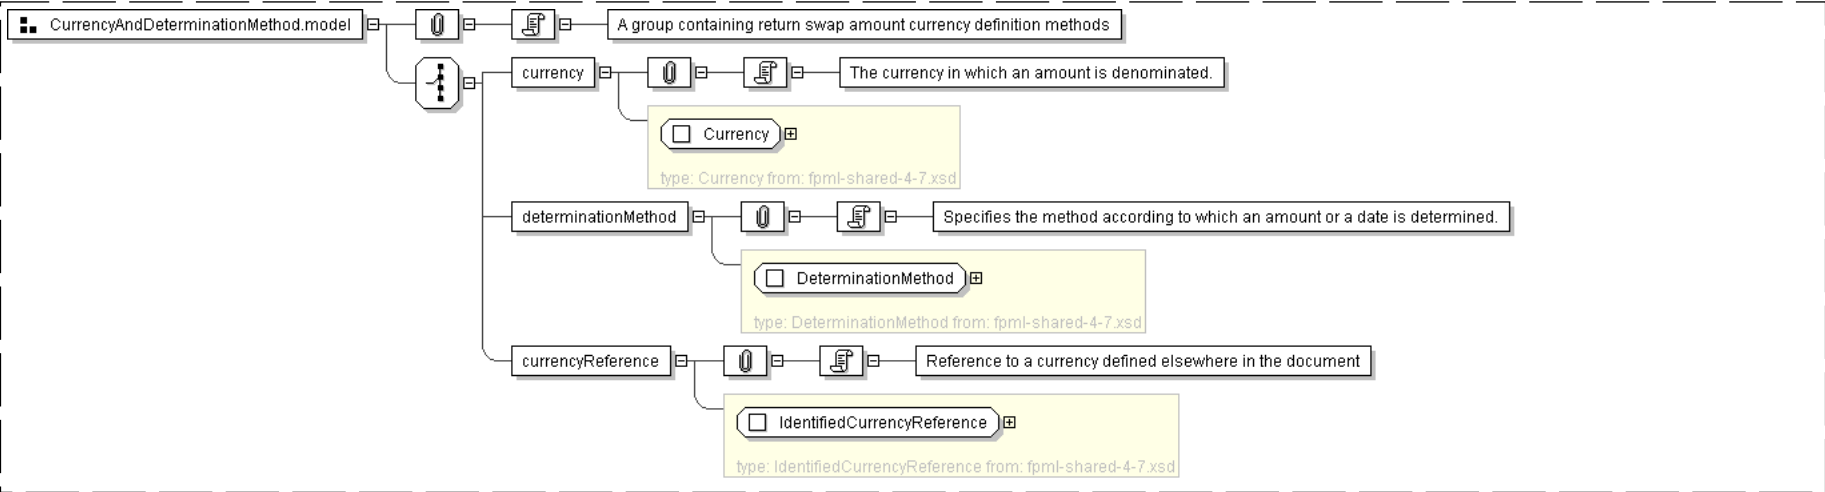 CurrencyAndDeterminationMethod.model
A group containing return swap amount currency definition methods
currency
The currency in which an amount is denominated.
Currency
type: Currency from: fpml-shared-4-7.xsd
determinationMethod
Specifies the method according to which an amount or a date is determined.
DeterminationMethod
type: DeterminationMethod from: fpml-shared-4-7.xsd
currencyReference
Reference to a currency defined elsewhere in the document
IdentifiedCurrencyReference
type: IdentifiedCurrencyReference from: fpml-shared-4-7.xsd